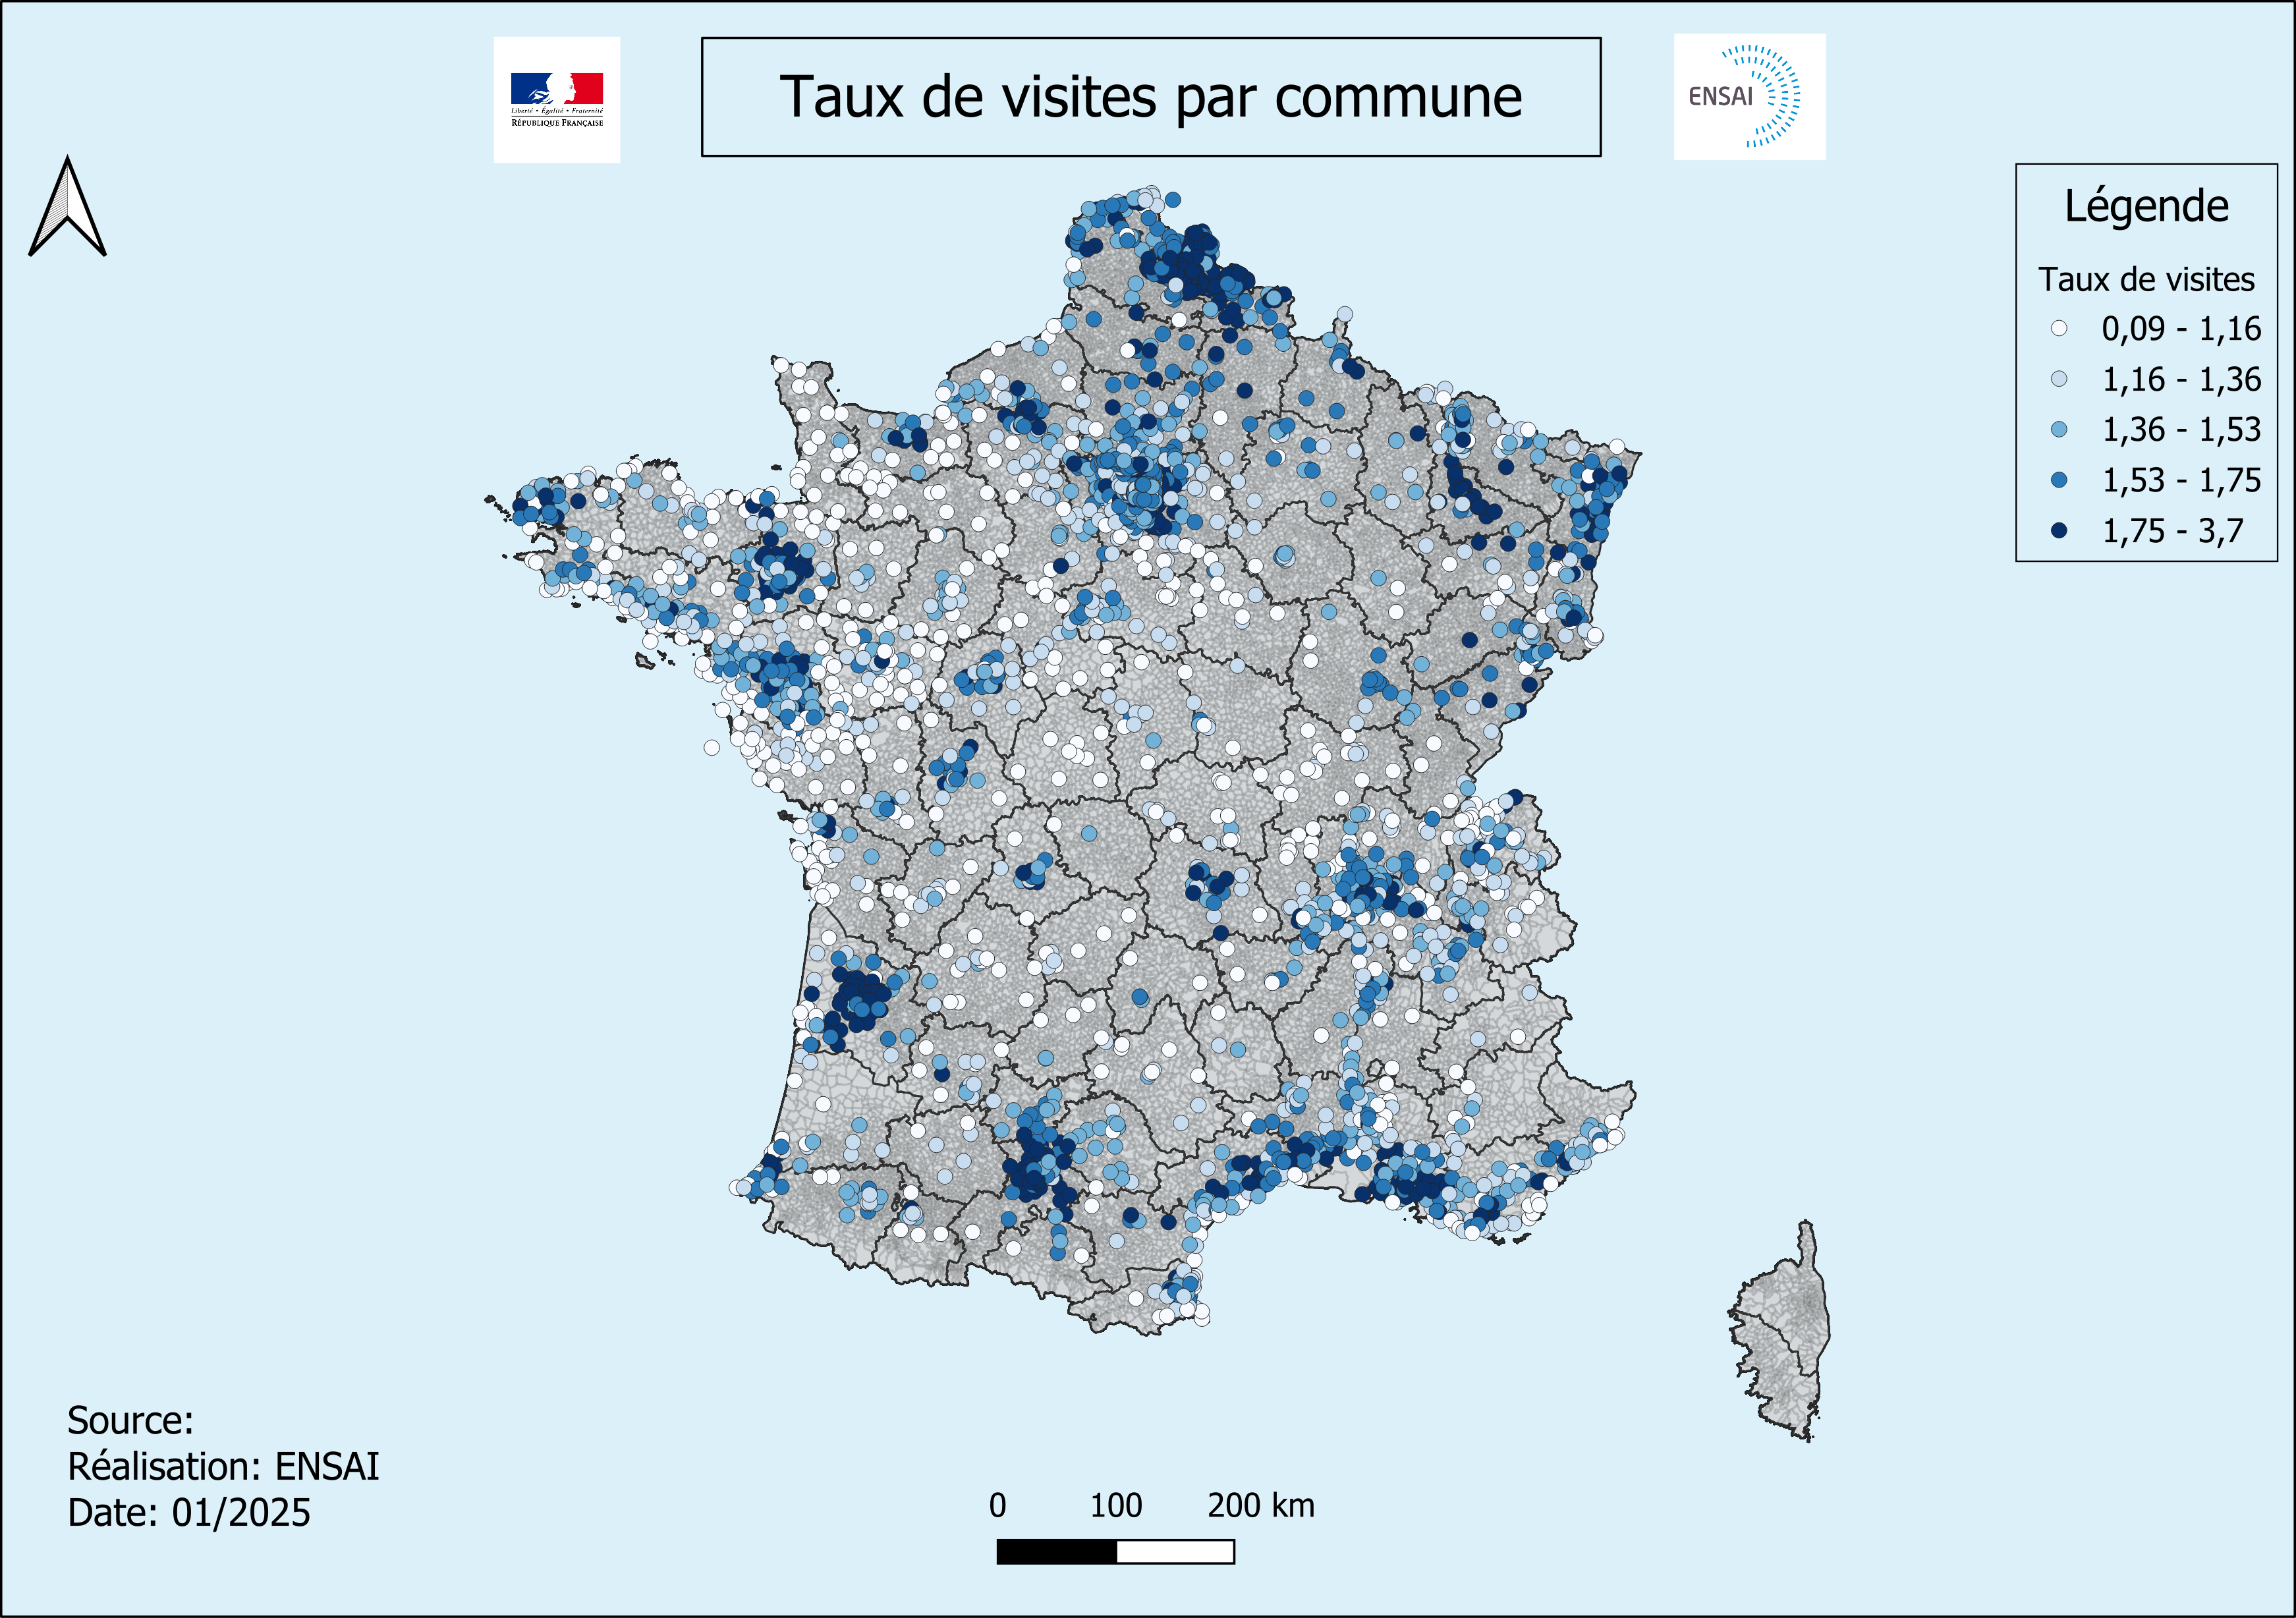 Taux de visites par commune
Liberté • Égalité • Fraternité
RÉPUBLIQUE FRANÇAISE
ENSAI
Légende
Taux de visites
0,09 - 1,16
1,16 - 1,36
1,36 - 1,53
1,53 - 1,75
1,75 - 3,7
Source:
Réalisation: ENSAI
Date: 01/2025
0 100 200 km